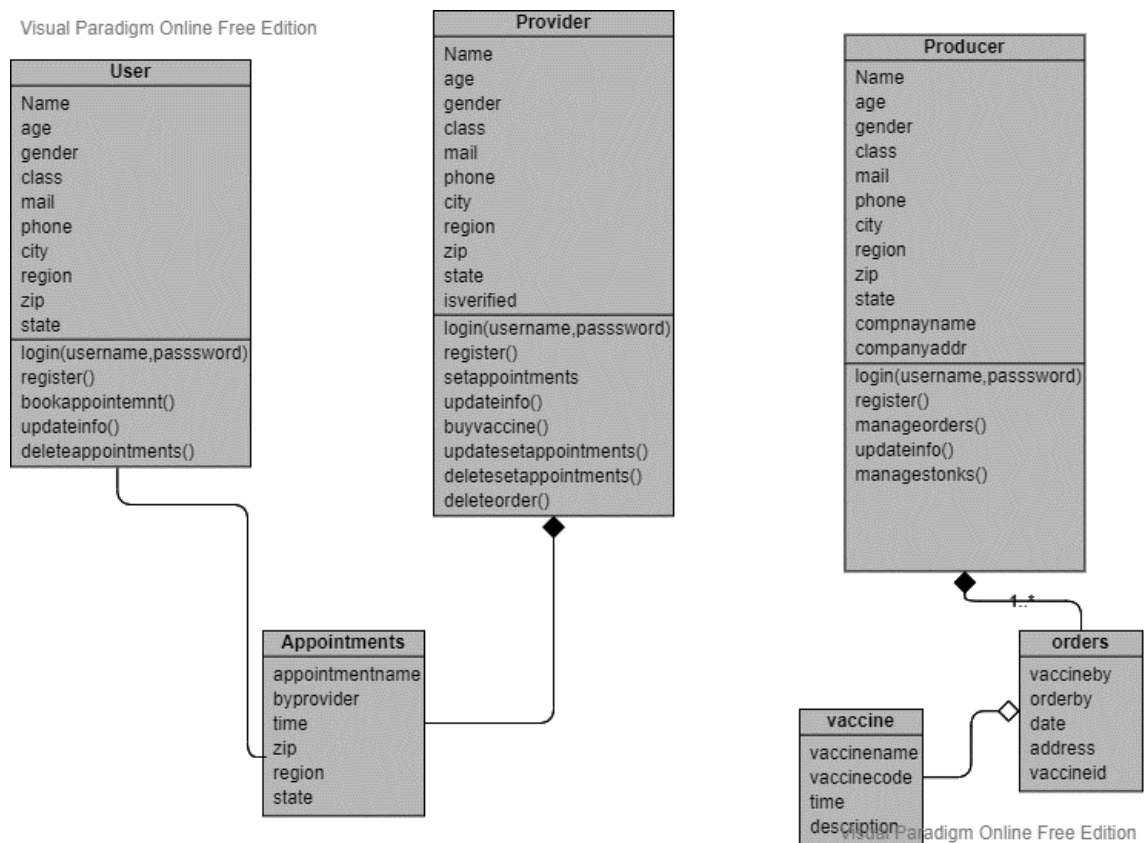 Visual Paradigm Online Free Edition
User
Name
age
gender
class
mail
phone
city
region
zip
state
login(username,passsword)
register()
bookappointemnt()
updateinfo()
deleteappointments()
Provider
Name
age
gender
class
mail
phone
city
region
zip
state
isverified
login(username,passsword)
register()
setappointments
updateinfo()
buyvaccine()
updatesetappointments()
deletesetappointments()
deleteorder()
Producer
Name
age
gender
class
mail
phone
city
region
zip
state
compnayname
companyaddr
login(username,passsword)
register()
manageorders()
updateinfo()
managestonks()
1..*
Appointments
appointmentname
byprovider
time
zip
region
state
vaccine
vaccinename
vaccinecode
time
description
orders
vaccineby
orderby
date
address
vaccineid
Visual Paradigm Online Free Edition